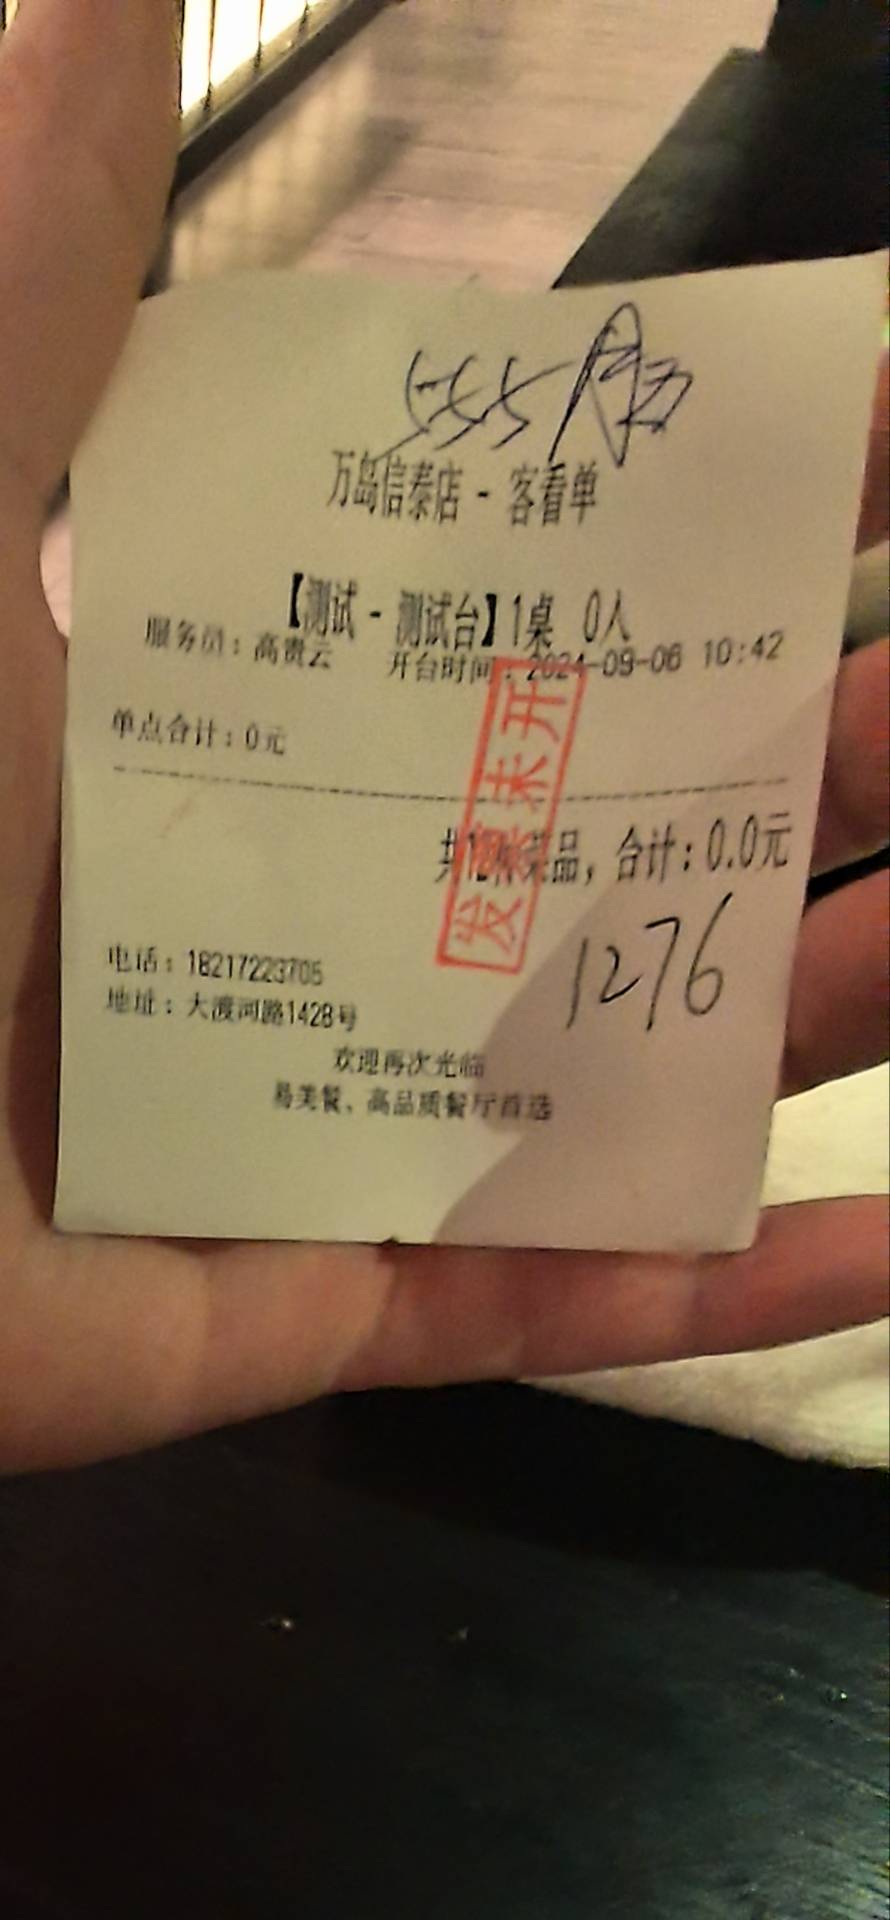 万岛信泰店 - 客看单
【测试 - 测试台】1桌 0人
服务员：高贵云 开台时间：2024-09-06 10:42
单点合计：0元
发票未开
品，合计：0.0元
1276
电话：18217223705
地址：大渡河路1428号
欢迎再次光临
易美餐、高品质餐厅首选